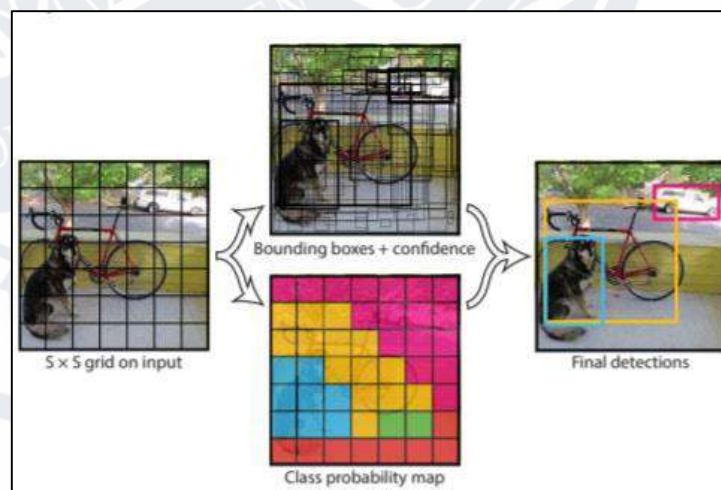 S × S grid on input
Bounding boxes + confidence
Class probability map
Final detections